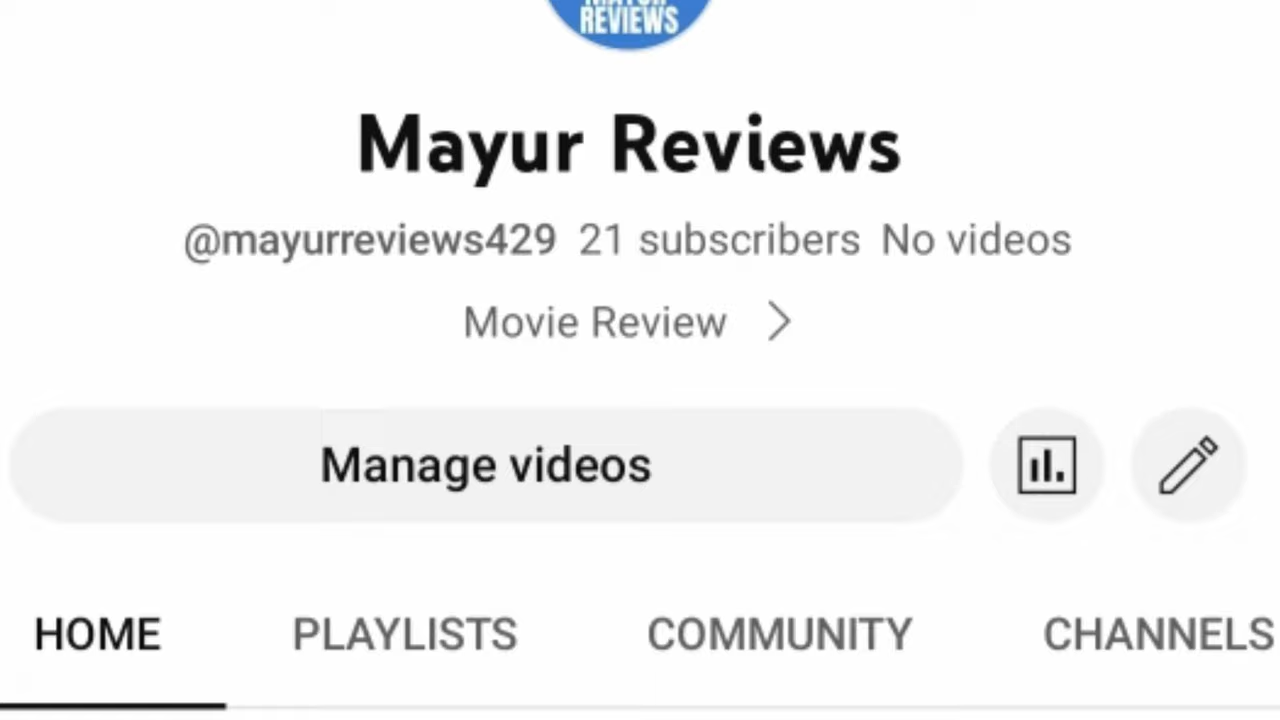 REVIEWS
Mayur Reviews
@mayurreviews429 21 subscribers No videos
Movie Review
Manage videos
HOME PLAYLISTS COMMUNITY CHANNELS